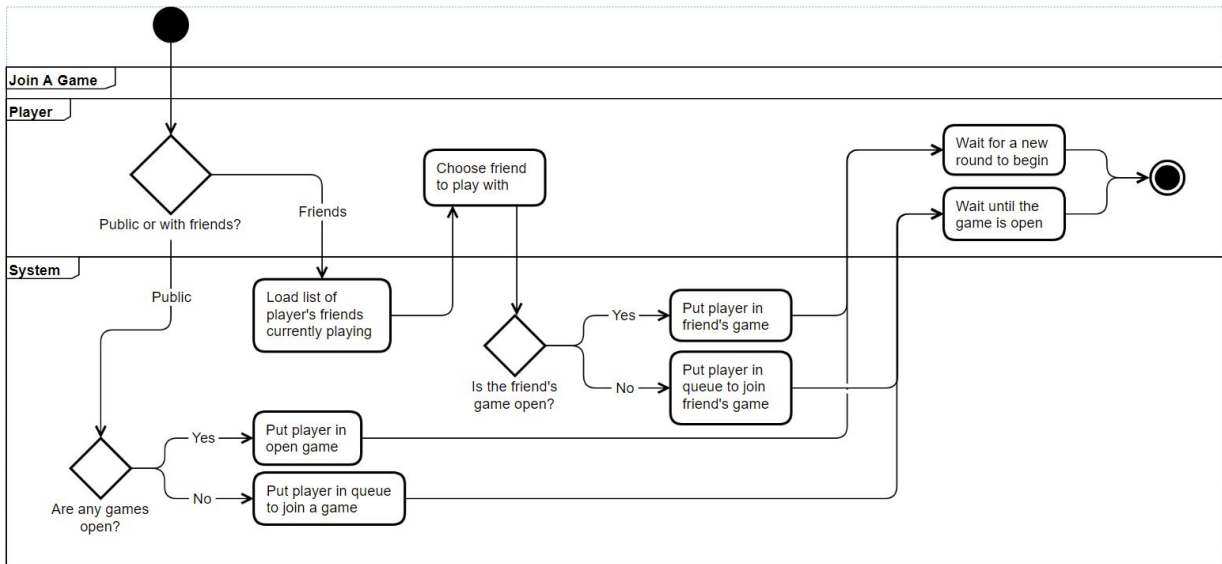 Join A Game
Player
Public or with friends?
Friends
Choose friend
to play with
Wait for a new
round to begin
Wait until the
game is open
System
Public
Load list of
player's friends
currently playing
Is the friend's
game open?
Yes
No
Put player in
friend's game
Put player in
queue to join
friend's game
Are any games
open?
Yes
No
Put player in
open game
Put player in queue
to join a game